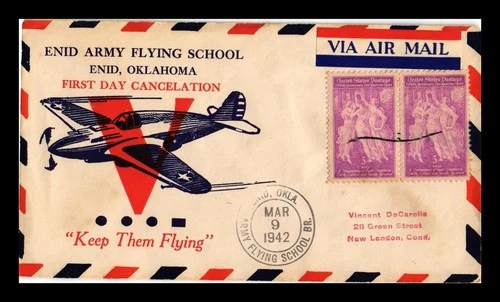 ENID ARMY FLYING SCHOOL
ENID, OKLAHOMA
FIRST DAY CANCELATION
V
"Keep Them Flying"
VIA AIR MAIL
United States Postage
United States Postage
3¢
3¢
ENID, OKLA.
MAR
9
1942
ARMY FLYING SCHOOL BR.
Vincent DeCarolis
28 Green Street
New London, Conn.